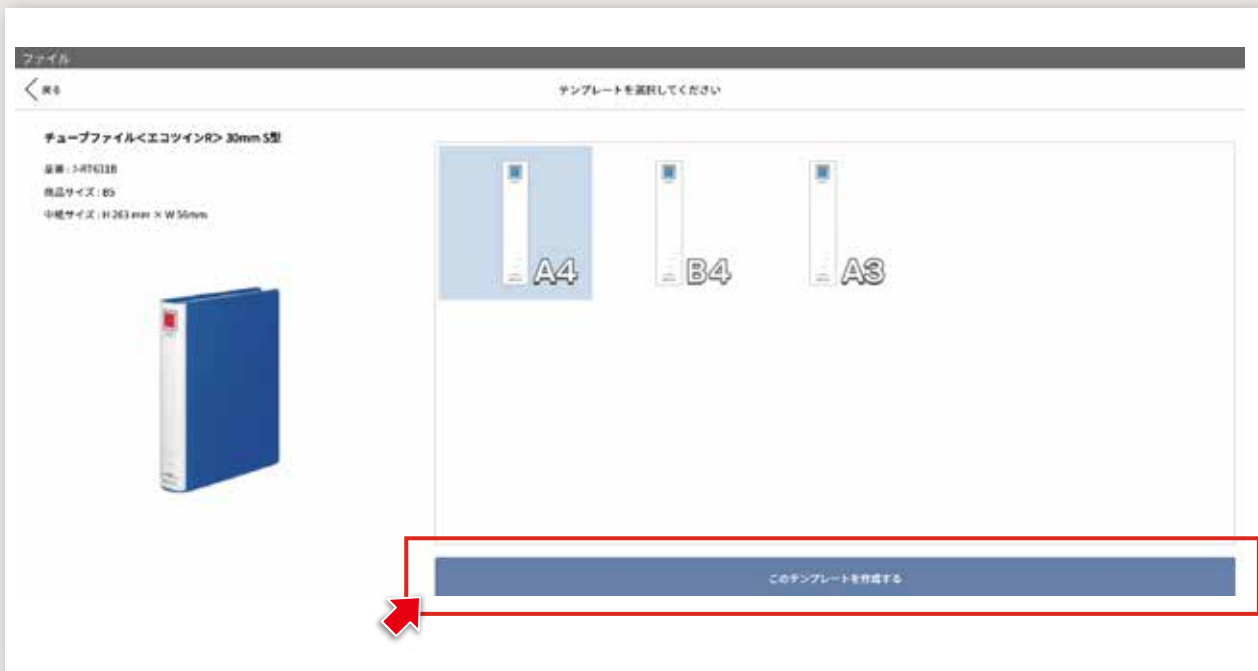 ファイル
戻る
テンプレートを選択してください
チューブファイル<エコツインR> 30mm S型
品番 : フ-RT631B
商品サイズ : B5
中紙サイズ : H 263 mm × W 56mm
A4
B4
A3
このテンプレートを作成する